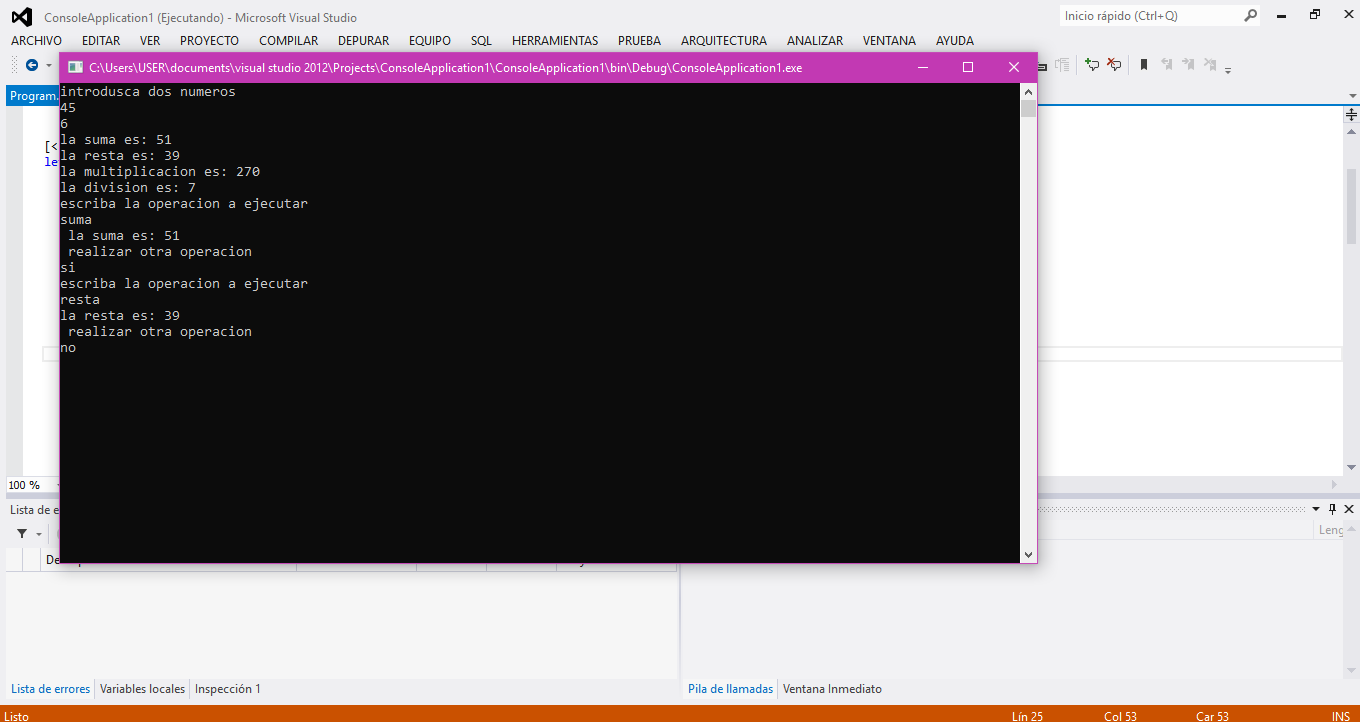 ConsoleApplication1 (Ejecutando) - Microsoft Visual Studio
Inicio rápido (Ctrl+Q)
ARCHIVO EDITAR VER PROYECTO COMPILAR DEPURAR EQUIPO SQL HERRAMIENTAS PRUEBA ARQUITECTURA ANALIZAR VENTANA AYUDA
C:\Users\USER\documents\visual studio 2012\Projects\ConsoleApplication1\ConsoleApplication1\bin\Debug\ConsoleApplication1.exe
Program.
[<
le
introdusca dos numeros
45
6
la suma es: 51
la resta es: 39
la multiplicacion es: 270
la division es: 7
escriba la operacion a ejecutar
suma
la suma es: 51
realizar otra operacion
si
escriba la operacion a ejecutar
resta
la resta es: 39
realizar otra operacion
no
100 %
Lista de e
Leng
De
Lista de errores Variables locales Inspección 1
Pila de llamadas Ventana Inmediato
Listo
Lín 25 Col 53 Car 53 INS